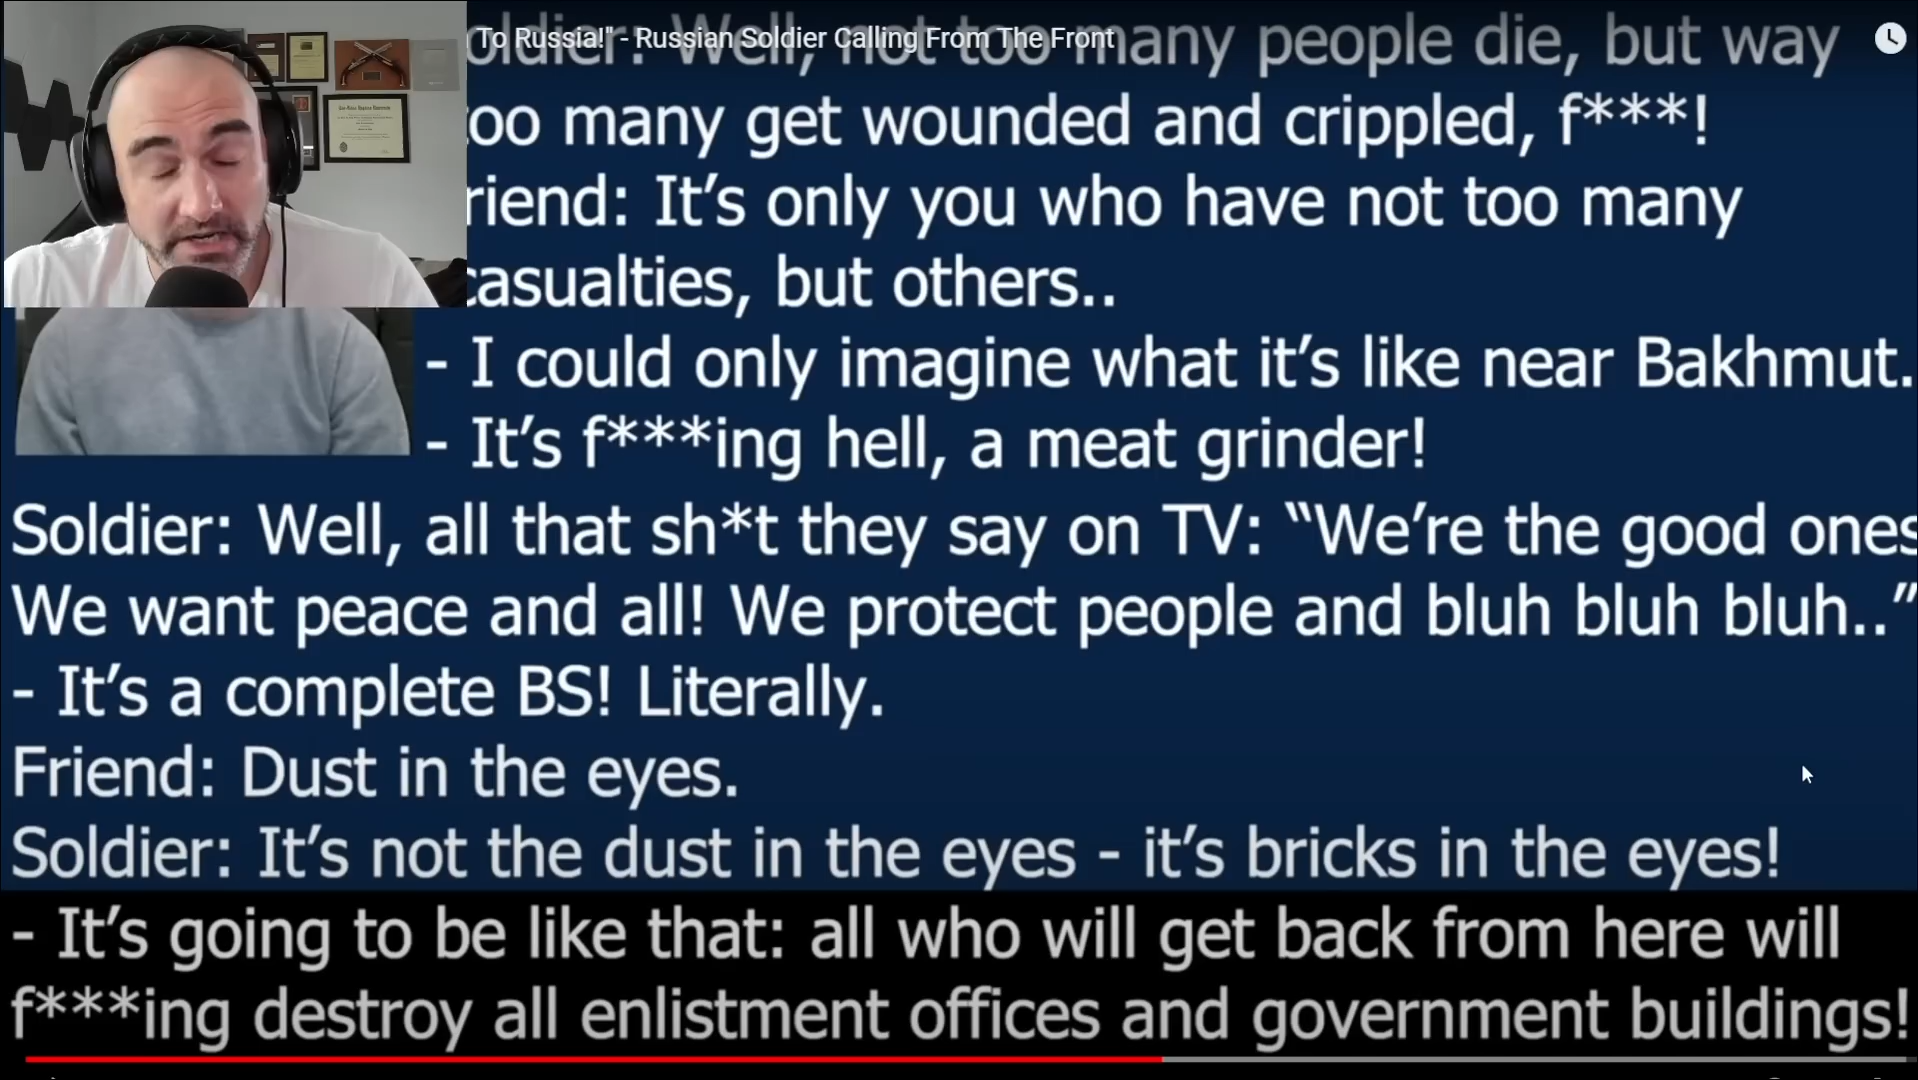 To Russia!" - Russian Soldier Calling From The Front
oldier: Well, not too many people die, but way
too many get wounded and crippled, f***!
riend: It's only you who have not too many
casualties, but others..
- I could only imagine what it's like near Bakhmut.
- It's f***ing hell, a meat grinder!
Soldier: Well, all that sh*t they say on TV: “We're the good ones
We want peace and all! We protect people and bluh bluh bluh..”
- It's a complete BS! Literally.
Friend: Dust in the eyes.
Soldier: It's not the dust in the eyes - it's bricks in the eyes!
- It's going to be like that: all who will get back from here will
f***ing destroy all enlistment offices and government buildings!